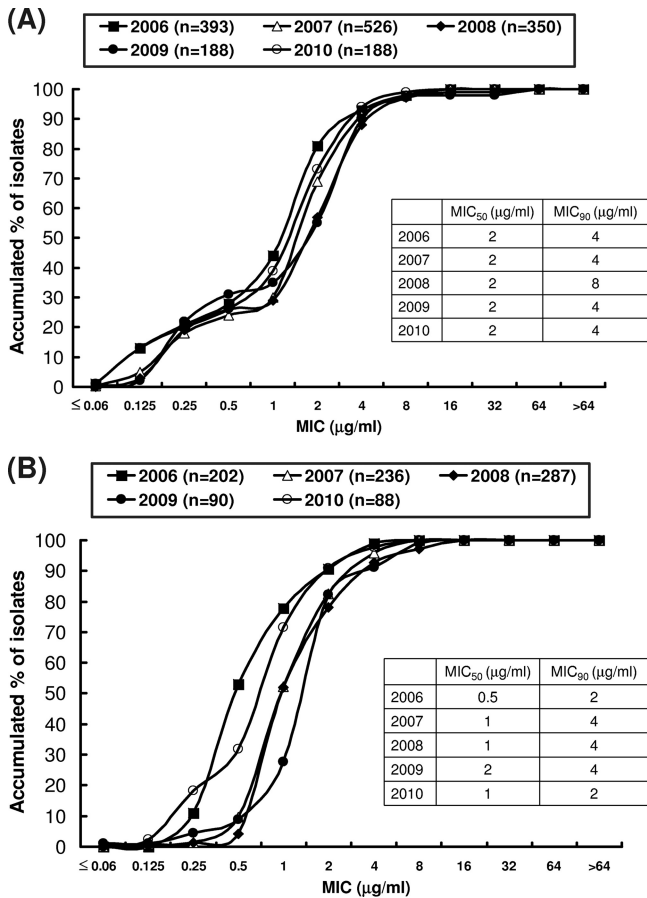 (A)
2006 (n=393) 2007 (n=526) 2008 (n=350)
2009 (n=188) 2010 (n=188)
Accumulated % of isolates
100
90
80
70
60
50
40
30
20
10
0
≤ 0.06 0.125 0.25 0.5 1 2 4 8 16 32 64 >64
MIC (μg/ml)
MIC50 (μg/ml) MIC90 (μg/ml)
2006 2 4
2007 2 4
2008 2 8
2009 2 4
2010 2 4
(B)
2006 (n=202) 2007 (n=236) 2008 (n=287)
2009 (n=90) 2010 (n=88)
Accumulated % of isolates
100
90
80
70
60
50
40
30
20
10
0
≤ 0.06 0.125 0.25 0.5 1 2 4 8 16 32 64 >64
MIC (μg/ml)
MIC50 (μg/ml) MIC90 (μg/ml)
2006 0.5 2
2007 1 4
2008 1 4
2009 2 4
2010 1 2